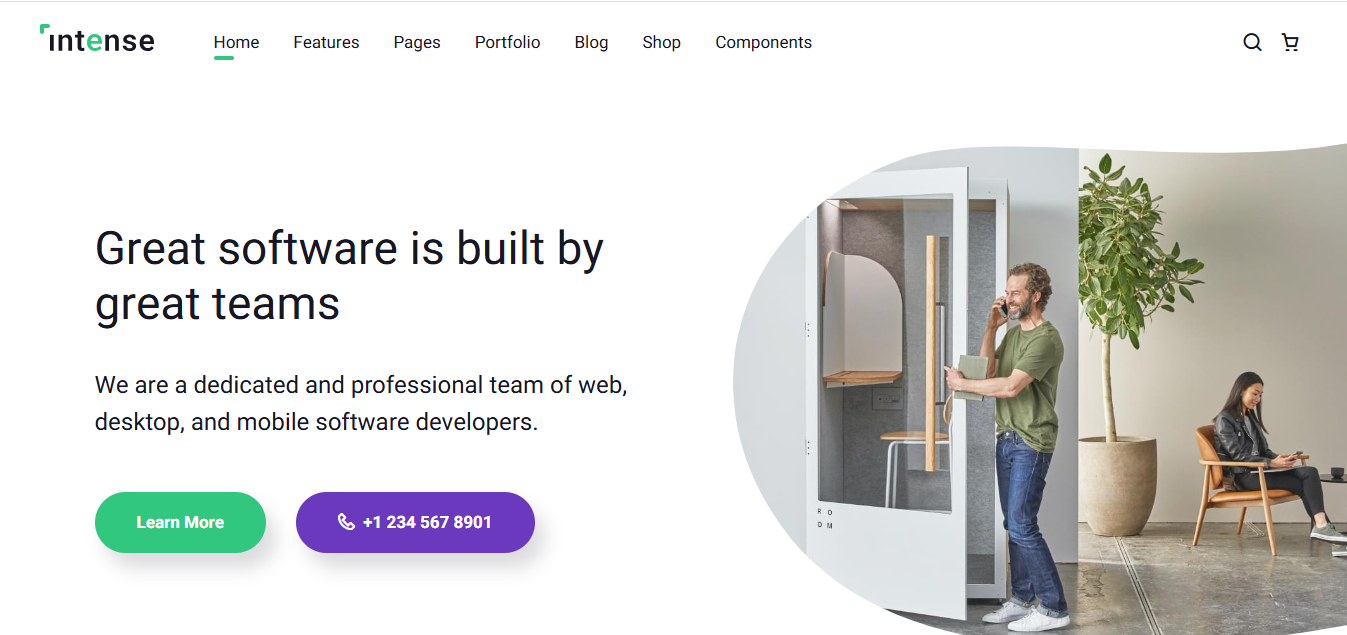 intense
Home Features Pages Portfolio Blog Shop Components
Great software is built by
great teams
We are a dedicated and professional team of web,
desktop, and mobile software developers.
Learn More
+1 234 567 8901
R O
O M